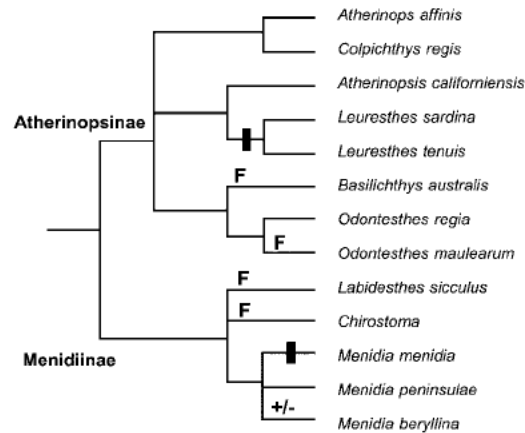 Atherinops affinis
Colpichthys regis
Atherinopsis californiensis
Atherinopsinae
Leuresthes sardina
Leuresthes tenuis
F
Basilichthys australis
Odontesthes regia
F
Odontesthes maulearum
F
Labidesthes sicculus
F
Chirostoma
Menidiinae
Menidia menidia
Menidia peninsulae
+/-
Menidia beryllina